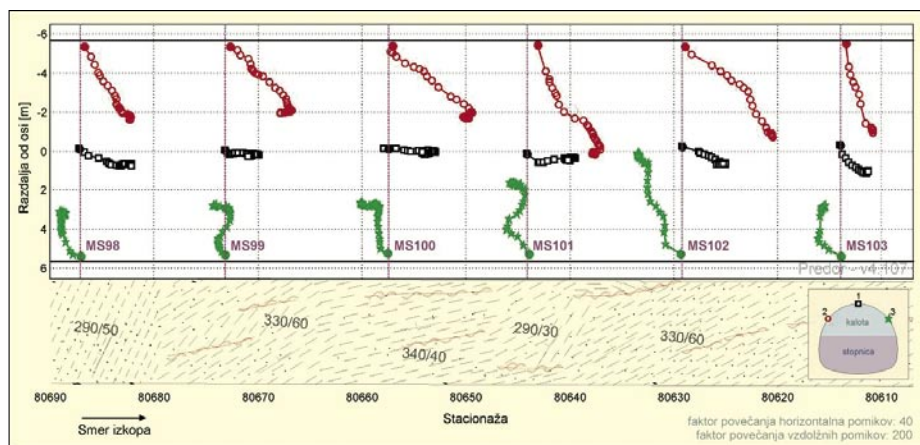 Razdalja od osi [m]
-6
-4
-2
0
2
4
6
MS98 MS99 MS100 MS101 MS102 MS103
Predor - v4.107
290/50 330/60 340/40 290/30 330/60
1
2 3
kalota
stopnica
80690 80680 80670 80660 80650 80640 80630 80620 80610
Smer izkopa
Stacionaža
faktor povečanja horizontalna pomikov: 40
faktor povečanja vzdolžnih pomikov: 200